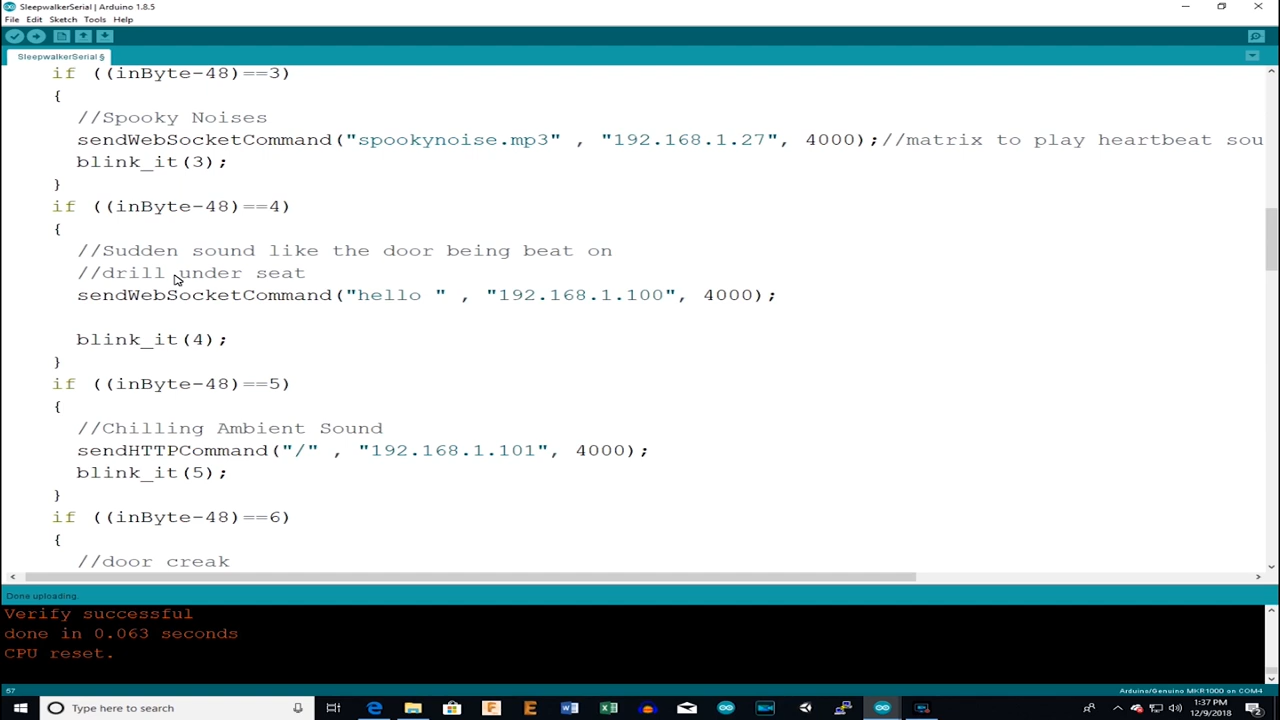 SleepwalkerSerial | Arduino 1.8.5
File Edit Sketch Tools Help
SleepwalkerSerial §
if ((inByte-48)==3)
{
//Spooky Noises
sendWebSocketCommand("spookynoise.mp3" , "192.168.1.27", 4000);//matrix to play heartbeat sou
blink_it(3);
}
if ((inByte-48)==4)
{
//Sudden sound like the door being beat on
//drill under seat
sendWebSocketCommand("hello " , "192.168.1.100", 4000);
blink_it(4);
}
if ((inByte-48)==5)
{
//Chilling Ambient Sound
sendHTTPCommand("/" , "192.168.1.101", 4000);
blink_it(5);
}
if ((inByte-48)==6)
{
//door creak
Done uploading.
Verify successful
done in 0.063 seconds
CPU reset.
57
Arduino/Genuino MKR1000 on COM4
Type here to search
1:37 PM
12/9/2018